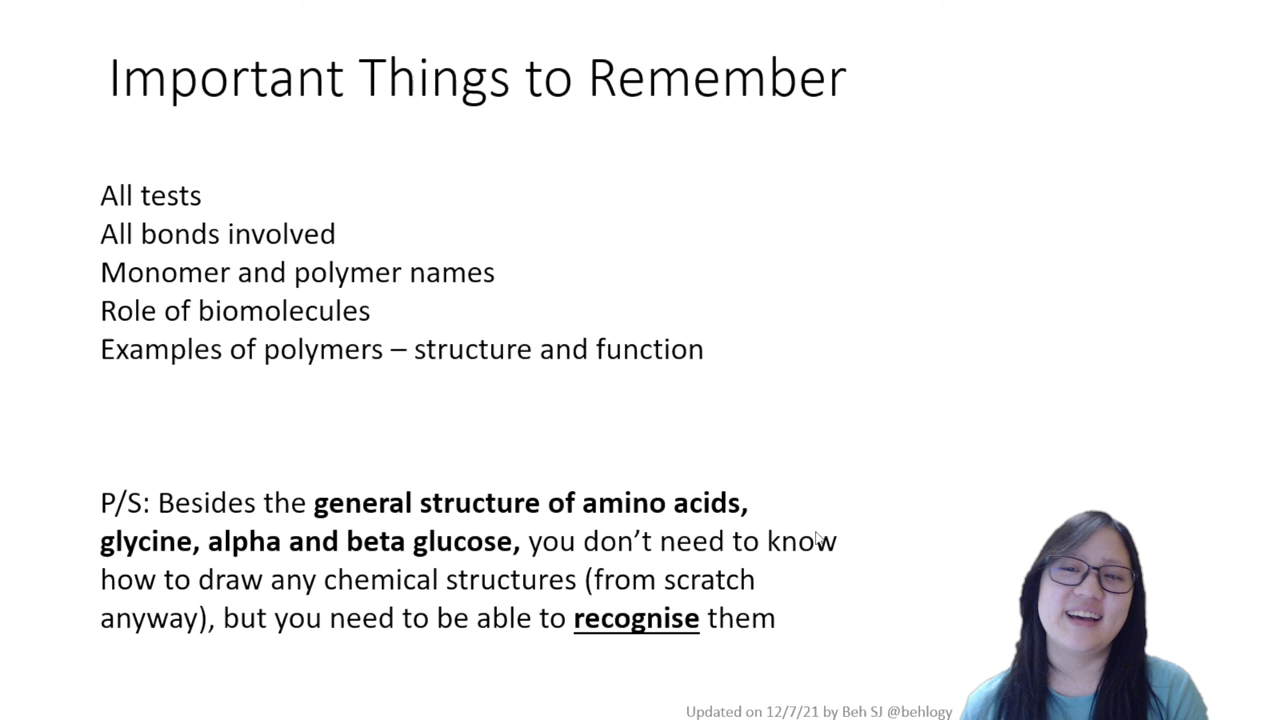 Important Things to Remember
All tests
All bonds involved
Monomer and polymer names
Role of biomolecules
Examples of polymers – structure and function
P/S: Besides the general structure of amino acids,
glycine, alpha and beta glucose, you don’t need to know
how to draw any chemical structures (from scratch
anyway), but you need to be able to recognise them
Updated on 12/7/21 by Beh SJ @behlogy